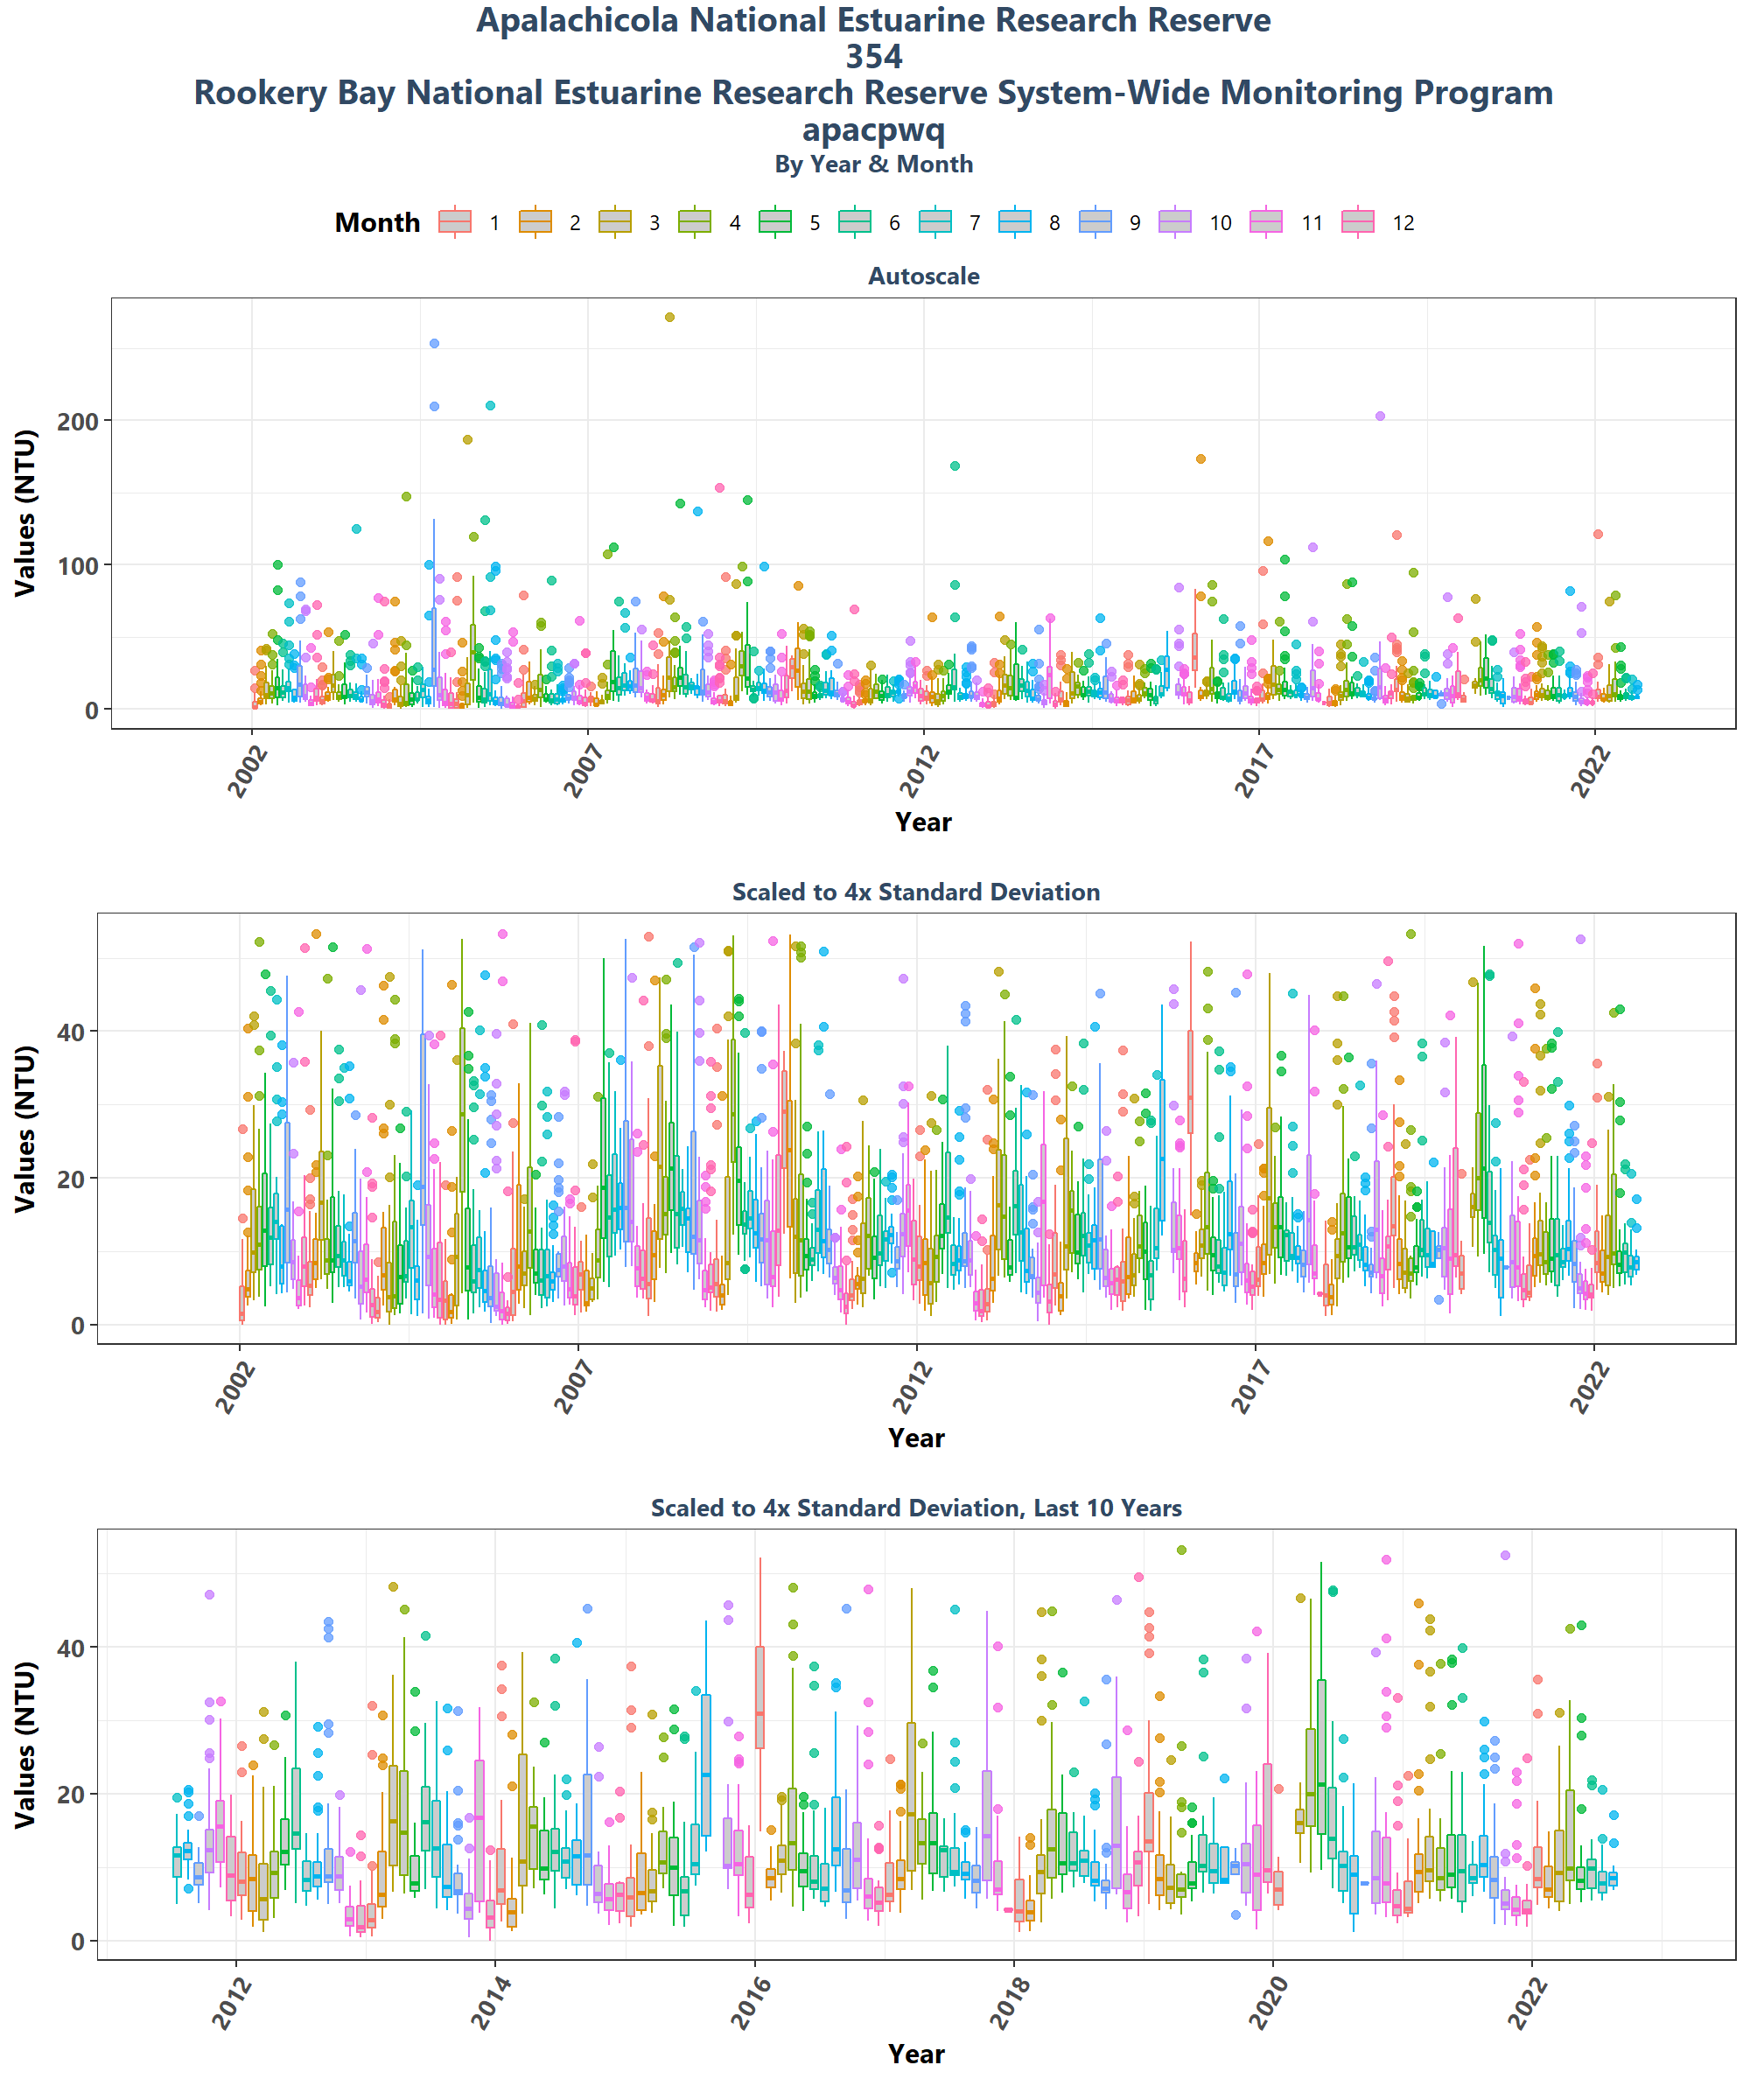 Apalachicola National Estuarine Research Reserve
354
Rookery Bay National Estuarine Research Reserve System-Wide Monitoring Program
apacpwq
By Year & Month
Month 1 2 3 4 5 6 7 8 9 10 11 12
Autoscale
Values (NTU)
200
100
0
2002 2007 2012 2017 2022
Year
Scaled to 4x Standard Deviation
Values (NTU)
40
20
0
2002 2007 2012 2017 2022
Year
Scaled to 4x Standard Deviation, Last 10 Years
Values (NTU)
40
20
0
2012 2014 2016 2018 2020 2022
Year